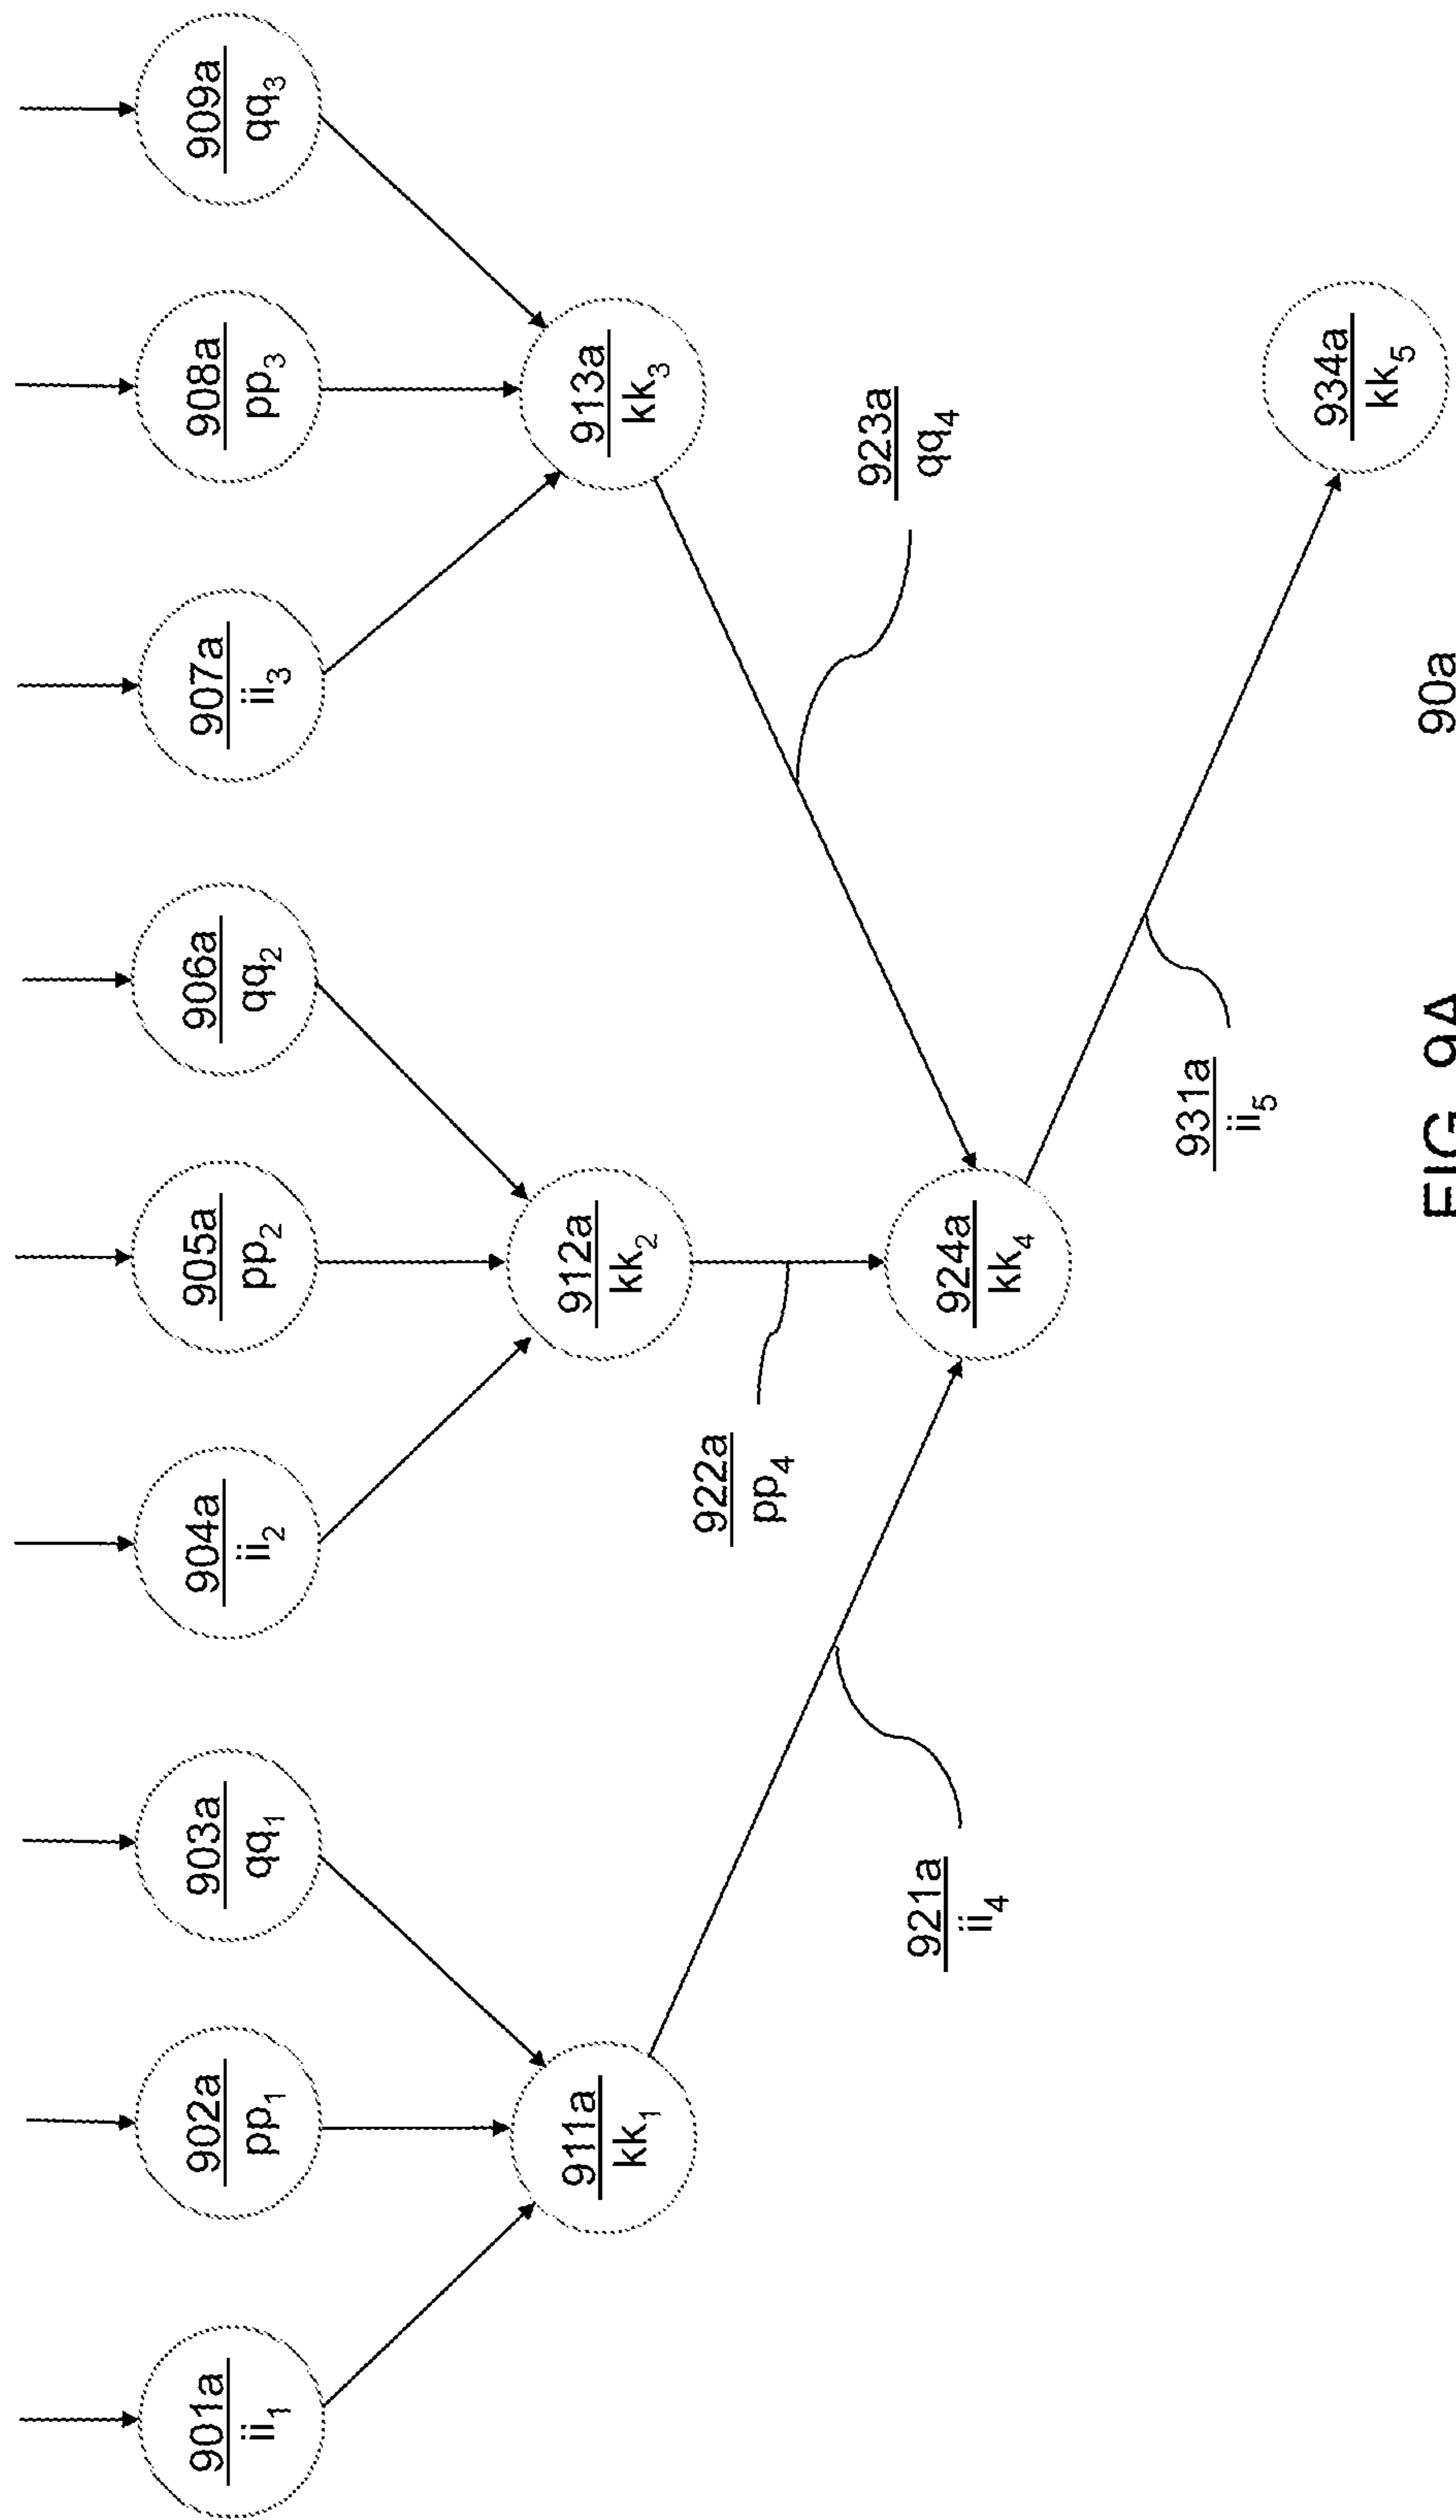 901a
ii₁
902a
pp₁
903a
qq₁
904a
ii₂
905a
pp₂
906a
qq₂
907a
ii₃
908a
pp₃
909a
qq₃
911a
kk₁
912a
kk₂
913a
kk₃
922a
pp₄
923a
qq₄
921a
ii₄
924a
kk₄
931a
ii₅
934a
kk₅
FIG 9A
90a